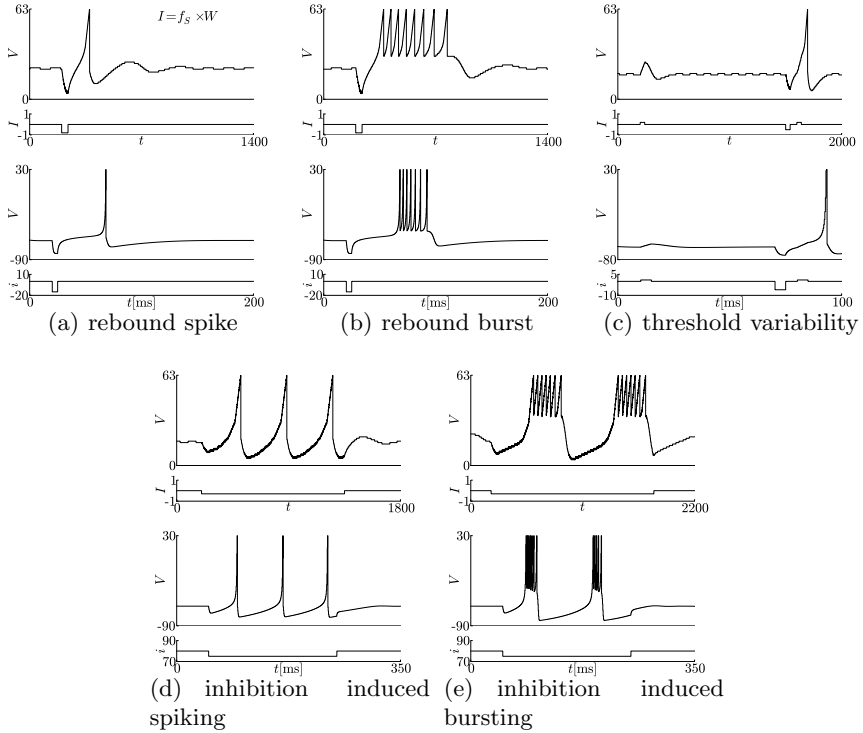 63 V 0 I = f_S × W
1 I -1 0 t 1400
30 V -90
10 i -20 0 t[ms] 200
(a) rebound spike
63 V 0
1 I -1 0 t 1400
30 V -90
10 i -20 0 t[ms] 200
(b) rebound burst
63 V 0
1 I -1 0 t 2000
30 V -80
5 i -10 0 t[ms] 100
(c) threshold variability
63 V 0
1 I -1 0 t 1800
30 V -90
90 i 70 0 t[ms] 350
(d) inhibition induced
spiking
63 V 0
1 I -1 0 t 2200
30 V -90
90 i 70 0 t[ms] 350
(e) inhibition induced
bursting